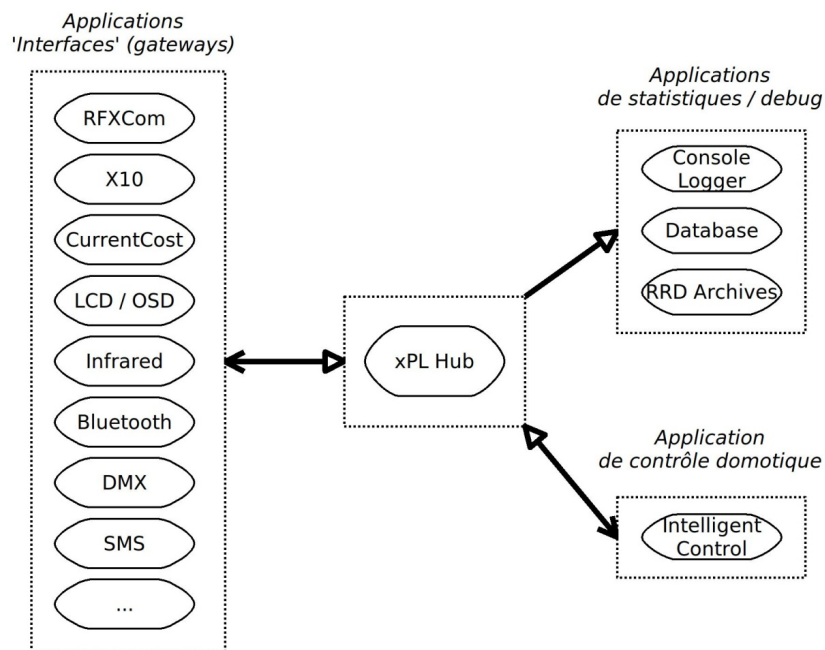 Applications
'Interfaces' (gateways)
RFXCom
X10
CurrentCost
LCD / OSD
Infrared
Bluetooth
DMX
SMS
...
xPL Hub
Applications
de statistiques / debug
Console
Logger
Database
RRD Archives
Application
de contrôle domotique
Intelligent
Control